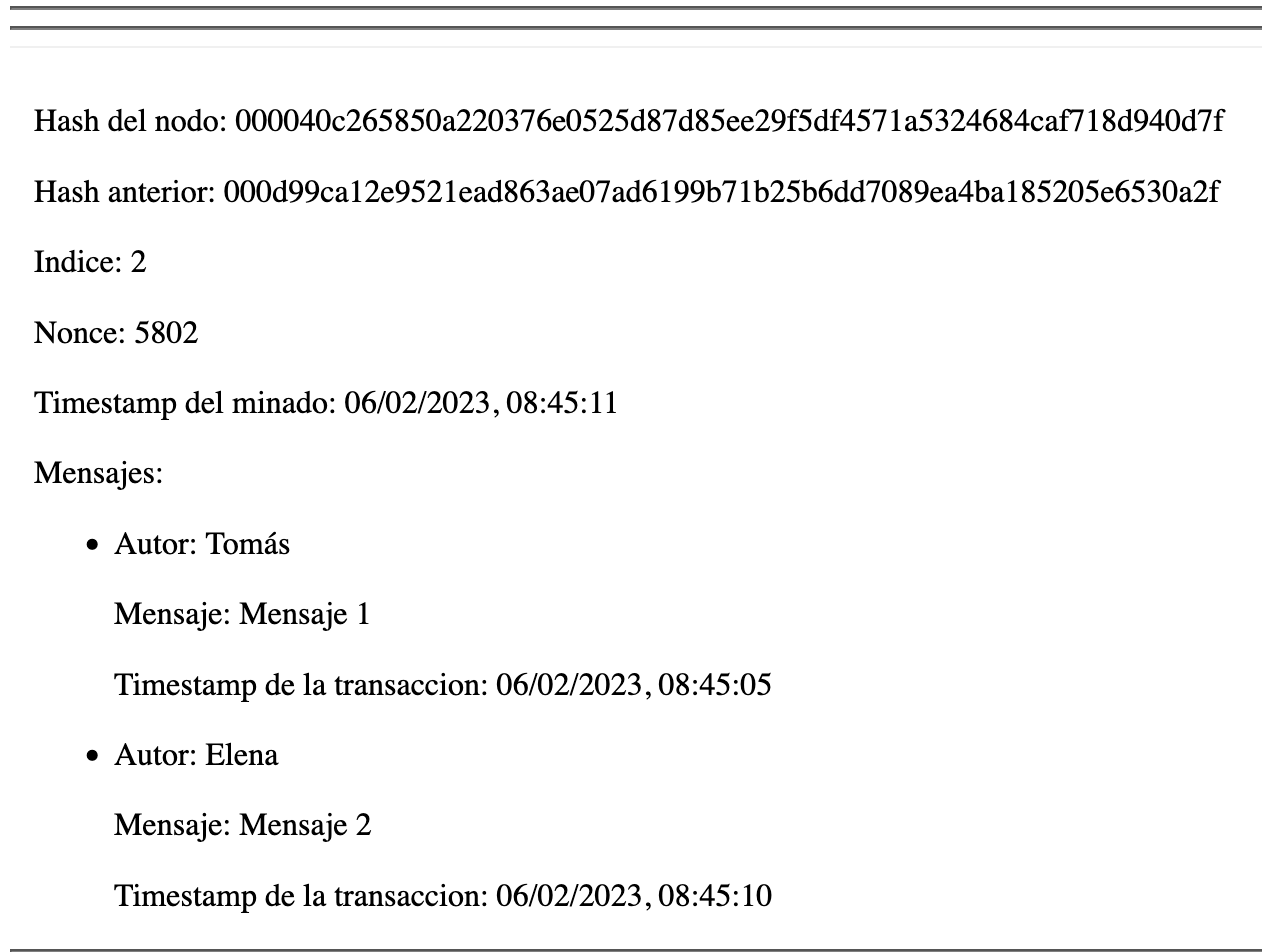 Hash del nodo: 000040c265850a220376e0525d87d85ee29f5df4571a5324684caf718d940d7f
Hash anterior: 000d99ca12e9521ead863ae07ad6199b71b25b6dd7089ea4ba185205e6530a2f
Indice: 2
Nonce: 5802
Timestamp del minado: 06/02/2023, 08:45:11
Mensajes:
• Autor: Tomás
Mensaje: Mensaje 1
Timestamp de la transaccion: 06/02/2023, 08:45:05
• Autor: Elena
Mensaje: Mensaje 2
Timestamp de la transaccion: 06/02/2023, 08:45:10